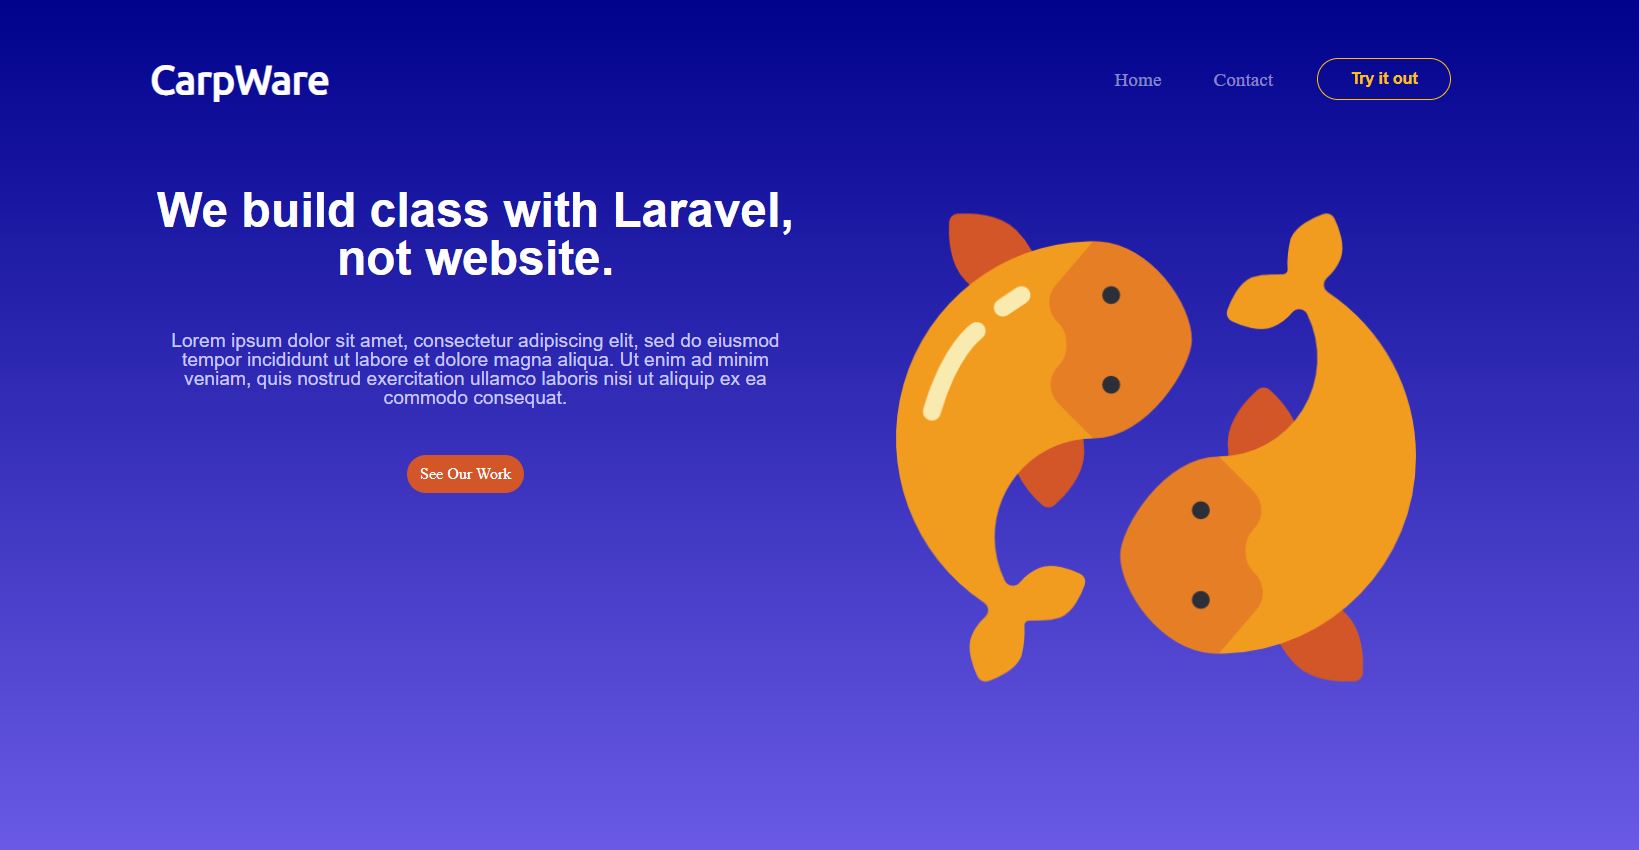 CarpWare
Home
Contact
Try it out
We build class with Laravel,
not website.
Lorem ipsum dolor sit amet, consectetur adipiscing elit, sed do eiusmod
tempor incididunt ut labore et dolore magna aliqua. Ut enim ad minim
veniam, quis nostrud exercitation ullamco laboris nisi ut aliquip ex ea
commodo consequat.
See Our Work